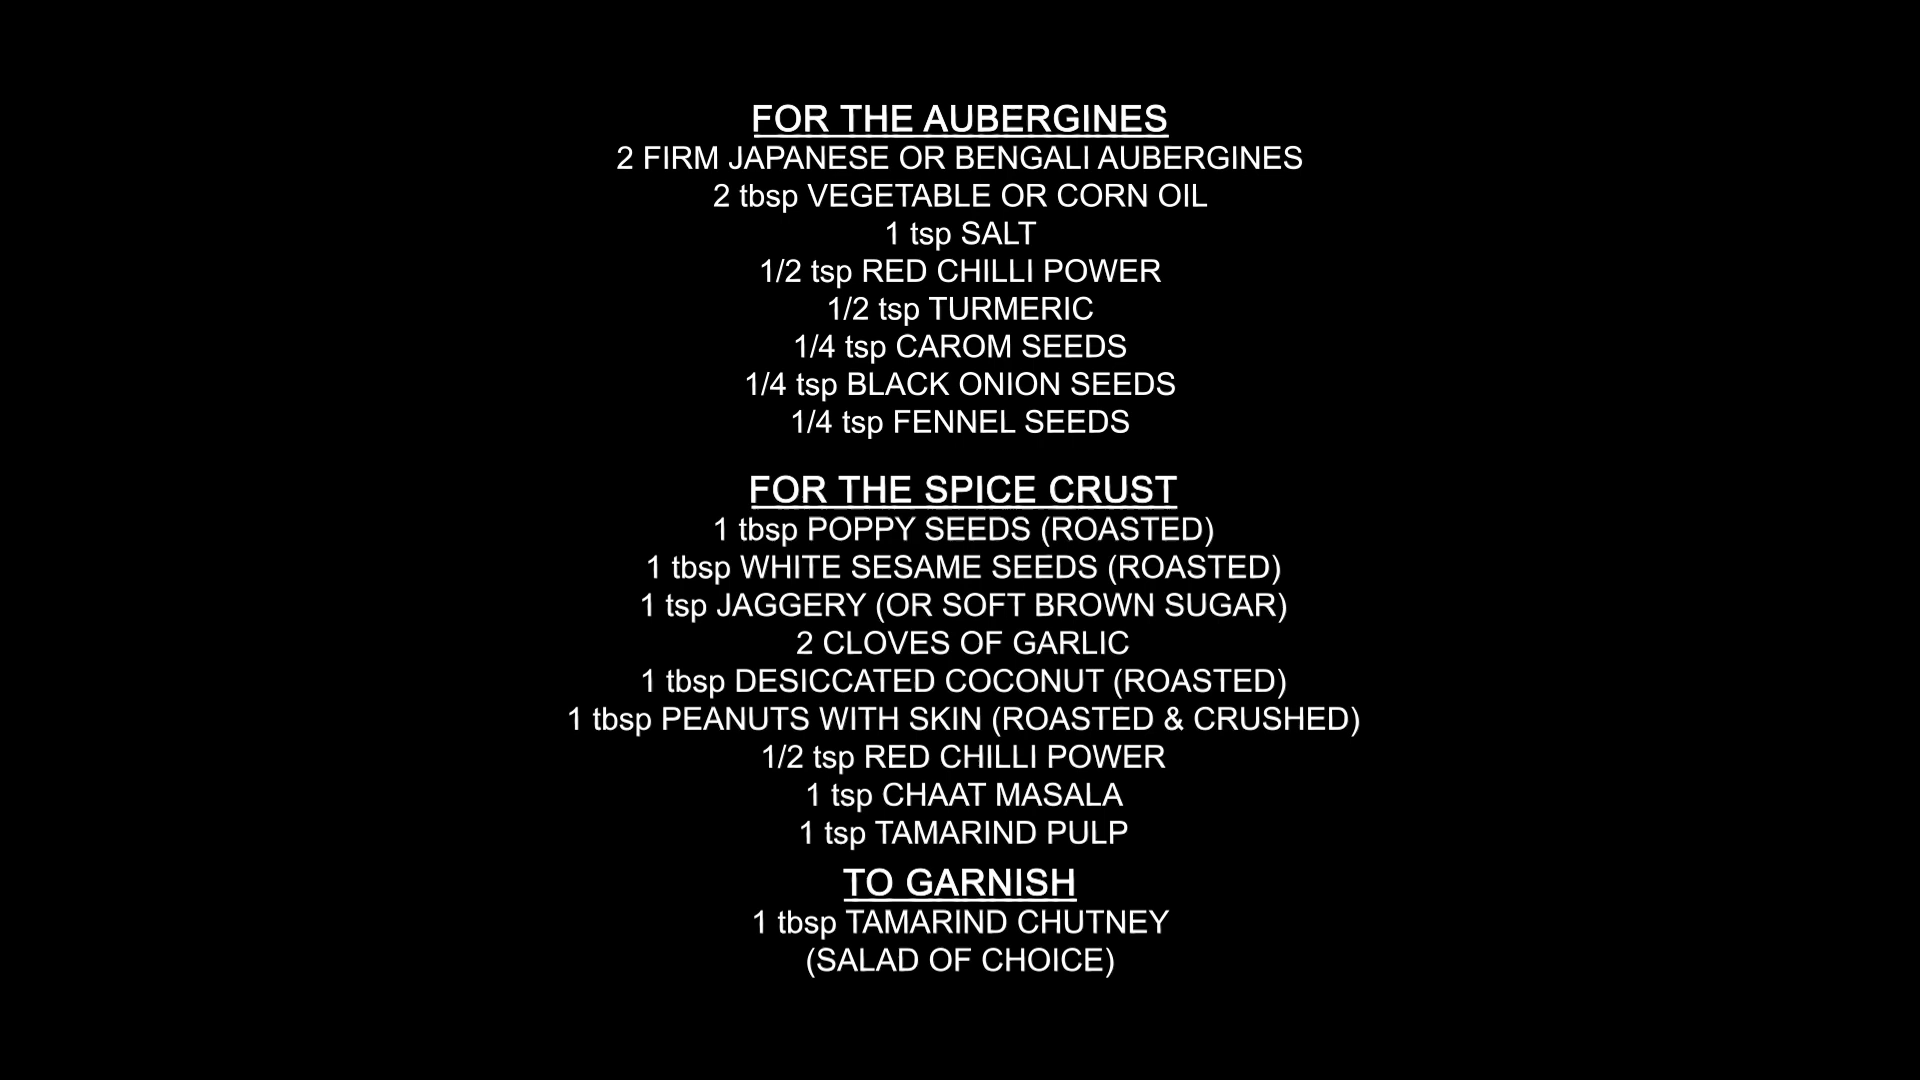 FOR THE AUBERGINES
2 FIRM JAPANESE OR BENGALI AUBERGINES
2 tbsp VEGETABLE OR CORN OIL
1 tsp SALT
1/2 tsp RED CHILLI POWER
1/2 tsp TURMERIC
1/4 tsp CAROM SEEDS
1/4 tsp BLACK ONION SEEDS
1/4 tsp FENNEL SEEDS
FOR THE SPICE CRUST
1 tbsp POPPY SEEDS (ROASTED)
1 tbsp WHITE SESAME SEEDS (ROASTED)
1 tsp JAGGERY (OR SOFT BROWN SUGAR)
2 CLOVES OF GARLIC
1 tbsp DESICCATED COCONUT (ROASTED)
1 tbsp PEANUTS WITH SKIN (ROASTED & CRUSHED)
1/2 tsp RED CHILLI POWER
1 tsp CHAAT MASALA
1 tsp TAMARIND PULP
TO GARNISH
1 tbsp TAMARIND CHUTNEY
(SALAD OF CHOICE)